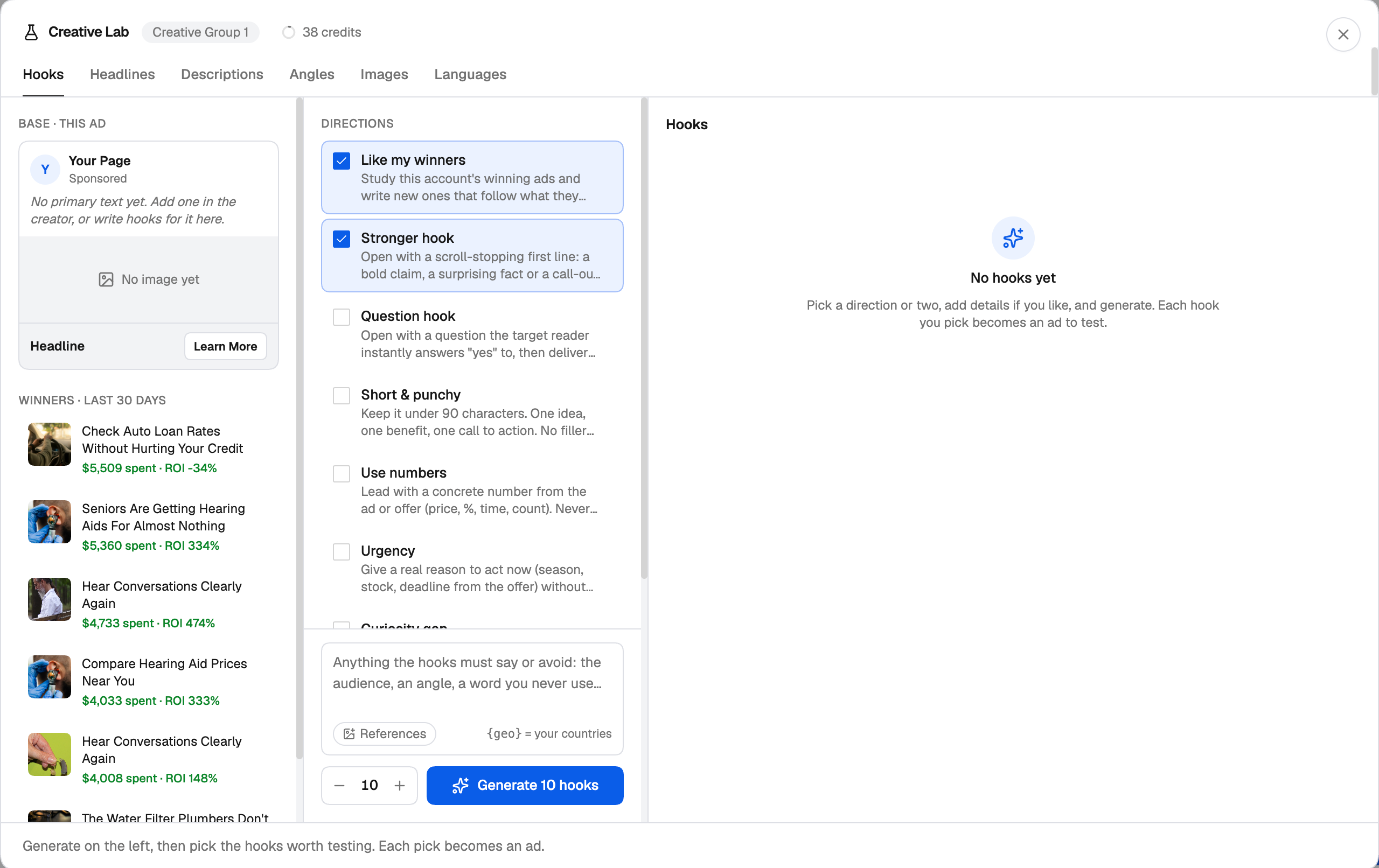 Creative Lab
Creative Group 1
38 credits
Hooks
Headlines
Descriptions
Angles
Images
Languages
BASE · THIS AD
Y
Your Page
Sponsored
No primary text yet. Add one in the
creator, or write hooks for it here.
No image yet
Headline
Learn More
WINNERS · LAST 30 DAYS
Check Auto Loan Rates
Without Hurting Your Credit
$5,509 spent · ROI -34%
Seniors Are Getting Hearing
Aids For Almost Nothing
$5,360 spent · ROI 334%
Hear Conversations Clearly
Again
$4,733 spent · ROI 474%
Compare Hearing Aid Prices
Near You
$4,033 spent · ROI 333%
Hear Conversations Clearly
Again
$4,008 spent · ROI 148%
The Water Filter Plumbers Don't
DIRECTIONS
Like my winners
Study this account's winning ads and
write new ones that follow what they...
Stronger hook
Open with a scroll-stopping first line: a
bold claim, a surprising fact or a call-ou...
Question hook
Open with a question the target reader
instantly answers "yes" to, then deliver...
Short & punchy
Keep it under 90 characters. One idea,
one benefit, one call to action. No filler...
Use numbers
Lead with a concrete number from the
ad or offer (price, %, time, count). Never...
Urgency
Give a real reason to act now (season,
stock, deadline from the offer) without...
Curiosity gap
Anything the hooks must say or avoid: the
audience, an angle, a word you never use...
References
{geo} = your countries
10
Generate 10 hooks
Hooks
No hooks yet
Pick a direction or two, add details if you like, and generate. Each hook
you pick becomes an ad to test.
Generate on the left, then pick the hooks worth testing. Each pick becomes an ad.